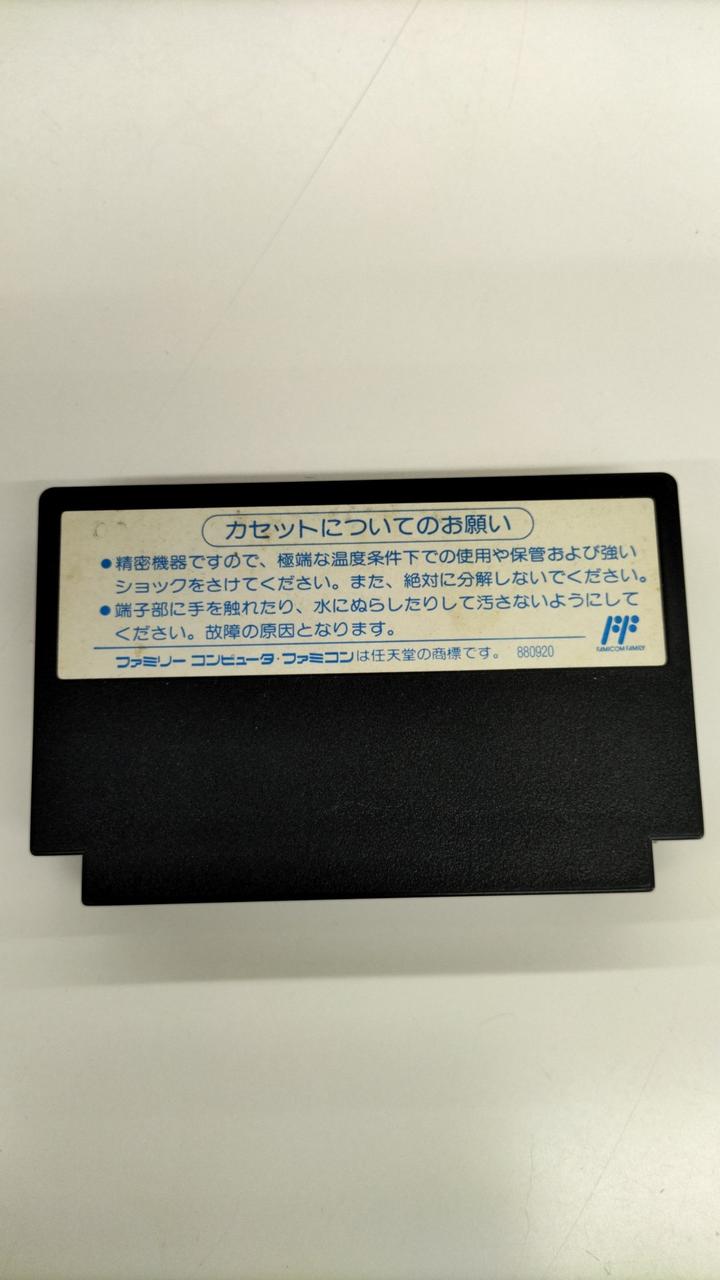 カセットについてのお願い
●精密機器ですので、極端な温度条件下での使用や保管および強い
ショックをさけてください。また、絶対に分解しないでください。
●端子部に手を触れたり、水にぬらしたりして汚さないようにして
ください。故障の原因となります。
ファミリー コンピュータ・ファミコンは任天堂の商標です。 880920
FAMICOM FAMILY